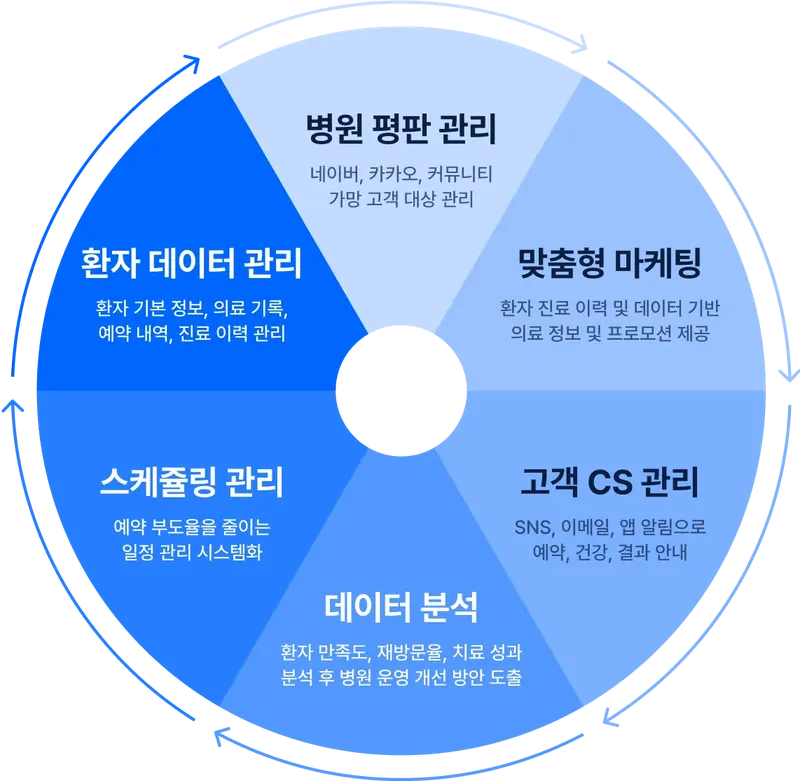 병원 평판 관리
네이버, 카카오, 커뮤니티
가망 고객 대상 관리
맞춤형 마케팅
환자 진료 이력 및 데이터 기반
의료 정보 및 프로모션 제공
고객 CS 관리
SNS, 이메일, 앱 알림으로
예약, 건강, 결과 안내
데이터 분석
환자 만족도, 재방문율, 치료 성과
분석 후 병원 운영 개선 방안 도출
스케쥴링 관리
예약 부도율을 줄이는
일정 관리 시스템화
환자 데이터 관리
환자 기본 정보, 의료 기록,
예약 내역, 진료 이력 관리